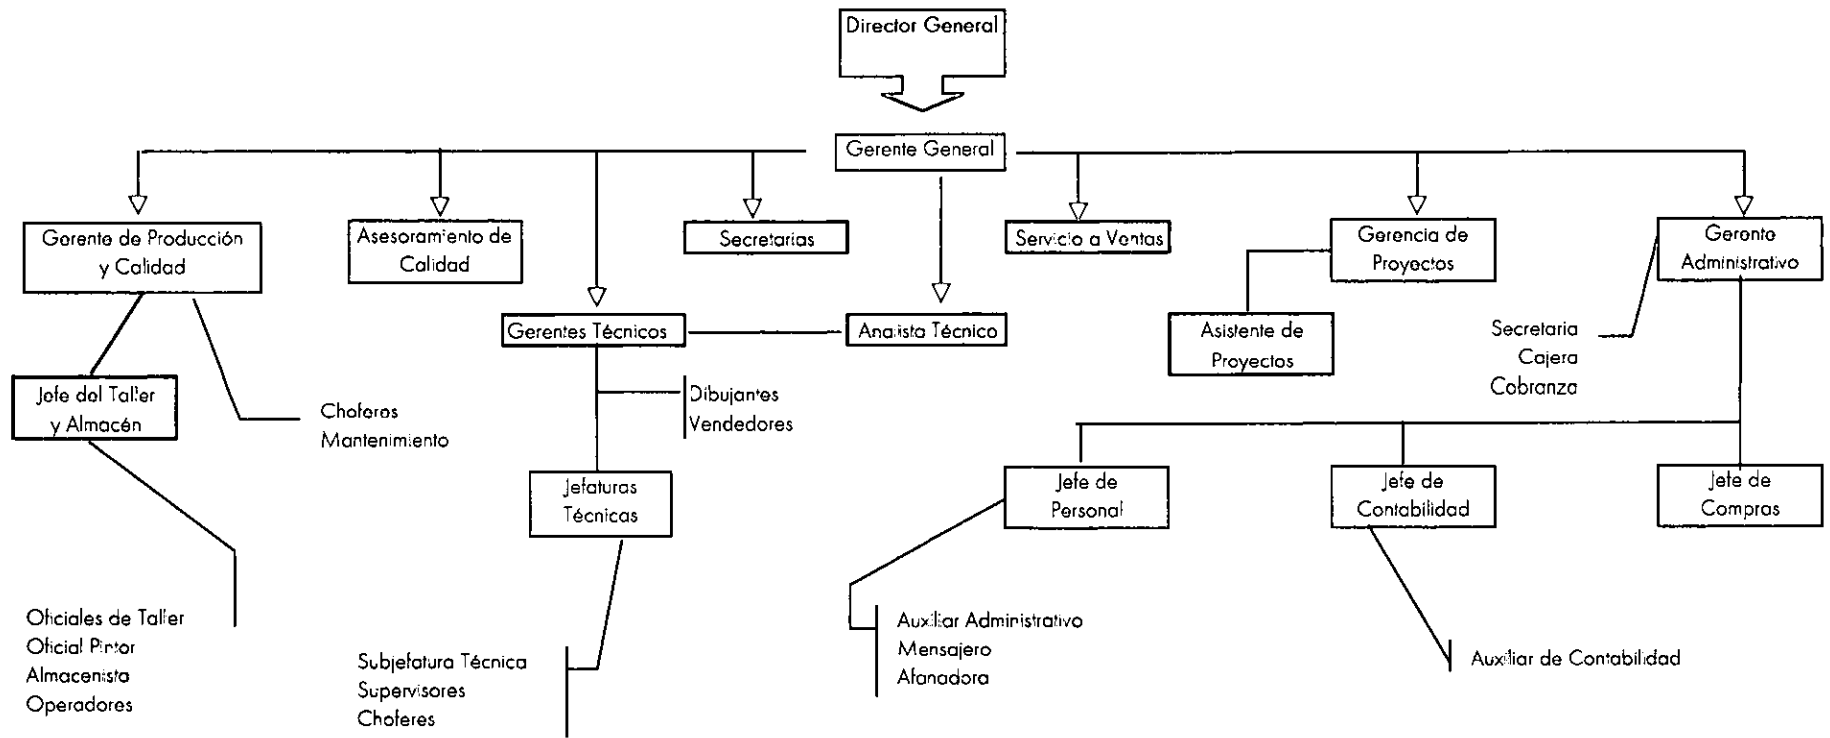 Director General
Gerente General
Gerente de Producción
y Calidad
Asesoramiento de
Calidad
Secretarias
Servicio a Ventas
Gerencia de
Proyectos
Gerente
Administrativo
Gerentes Técnicos
Analista Técnico
Asistente de
Proyectos
Secretaria
Cajera
Cobranza
Jefe del Taller
y Almacén
Choferes
Mantenimiento
Dibujantes
Vendedores
Jefaturas
Técnicas
Jefe de
Personal
Jefe de
Contabilidad
Jefe de
Compras
Oficiales de Taller
Oficial Pintor
Almacenista
Operadores
Subjefatura Técnica
Supervisores
Choferes
Auxiliar Administrativo
Mensajero
Afanadora
Auxiliar de Contabilidad